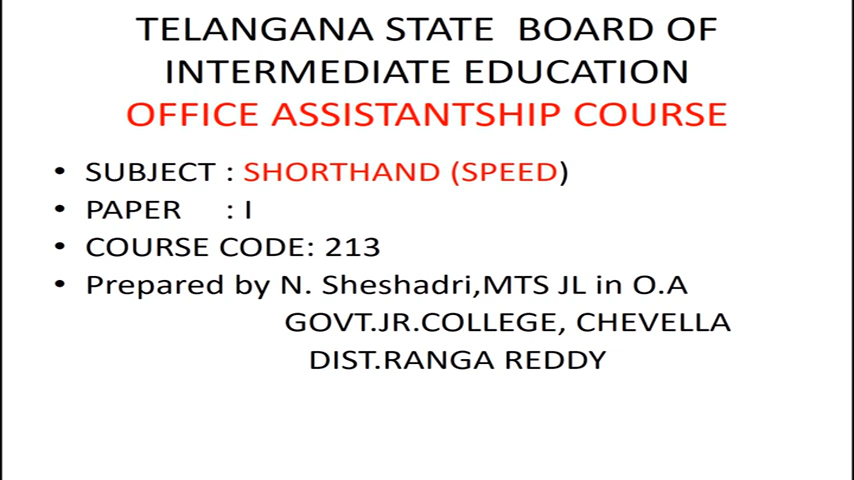 TELANGANA STATE BOARD OF
INTERMEDIATE EDUCATION
OFFICE ASSISTANTSHIP COURSE
• SUBJECT : SHORTHAND (SPEED)
• PAPER : I
• COURSE CODE: 213
• Prepared by N. Sheshadri,MTS JL in O.A
GOVT.JR.COLLEGE, CHEVELLA
DIST.RANGA REDDY